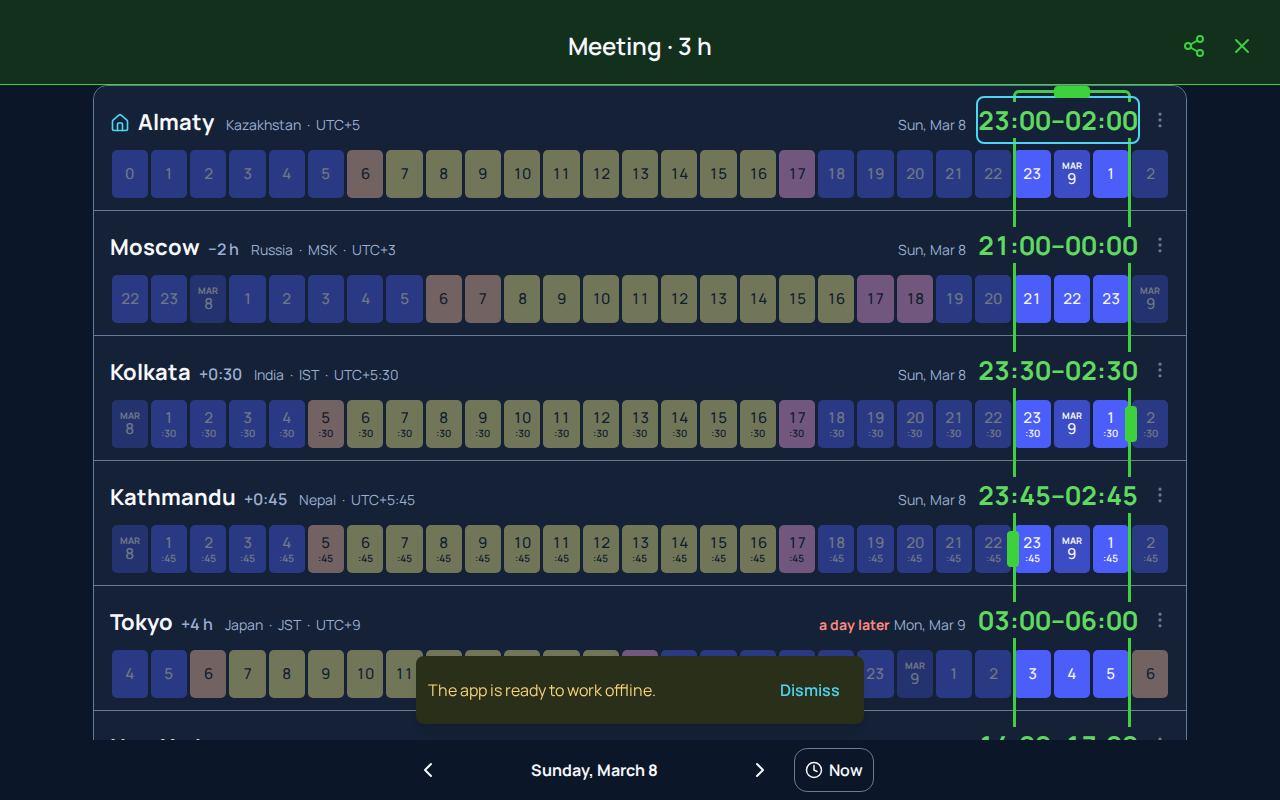 Meeting · 3 h
Almaty Kazakhstan · UTC+5 Sun, Mar 8 23:00–02:00
0 1 2 3 4 5 6 7 8 9 10 11 12 13 14 15 16 17 18 19 20 21 22 23 MAR 9 1 2
Moscow −2 h Russia · MSK · UTC+3 Sun, Mar 8 21:00–00:00
22 23 MAR 8 1 2 3 4 5 6 7 8 9 10 11 12 13 14 15 16 17 18 19 20 21 22 23 MAR 9
Kolkata +0:30 India · IST · UTC+5:30 Sun, Mar 8 23:30–02:30
MAR 8 1:30 2:30 3:30 4:30 5:30 6:30 7:30 8:30 9:30 10:30 11:30 12:30 13:30 14:30 15:30 16:30 17:30 18:30 19:30 20:30 21:30 22:30 23:30 MAR 9 1:30 2:30
Kathmandu +0:45 Nepal · UTC+5:45 Sun, Mar 8 23:45–02:45
MAR 8 1:45 2:45 3:45 4:45 5:45 6:45 7:45 8:45 9:45 10:45 11:45 12:45 13:45 14:45 15:45 16:45 17:45 18:45 19:45 20:45 21:45 22:45 23:45 MAR 9 1:45 2:45
Tokyo +4 h Japan · JST · UTC+9 a day later Mon, Mar 9 03:00–06:00
4 5 6 7 8 9 10 11 23 MAR 9 1 2 3 4 5 6
The app is ready to work offline. Dismiss
Sunday, March 8 Now